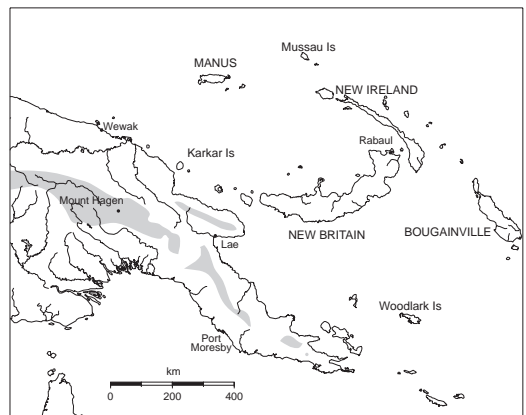 Mussau Is
MANUS
NEW IRELAND
Wewak
Rabaul
Karkar Is
Mount Hagen
BOUGAINVILLE
NEW BRITAIN
Lae
Woodlark Is
Port
Moresby
km
0 200 400